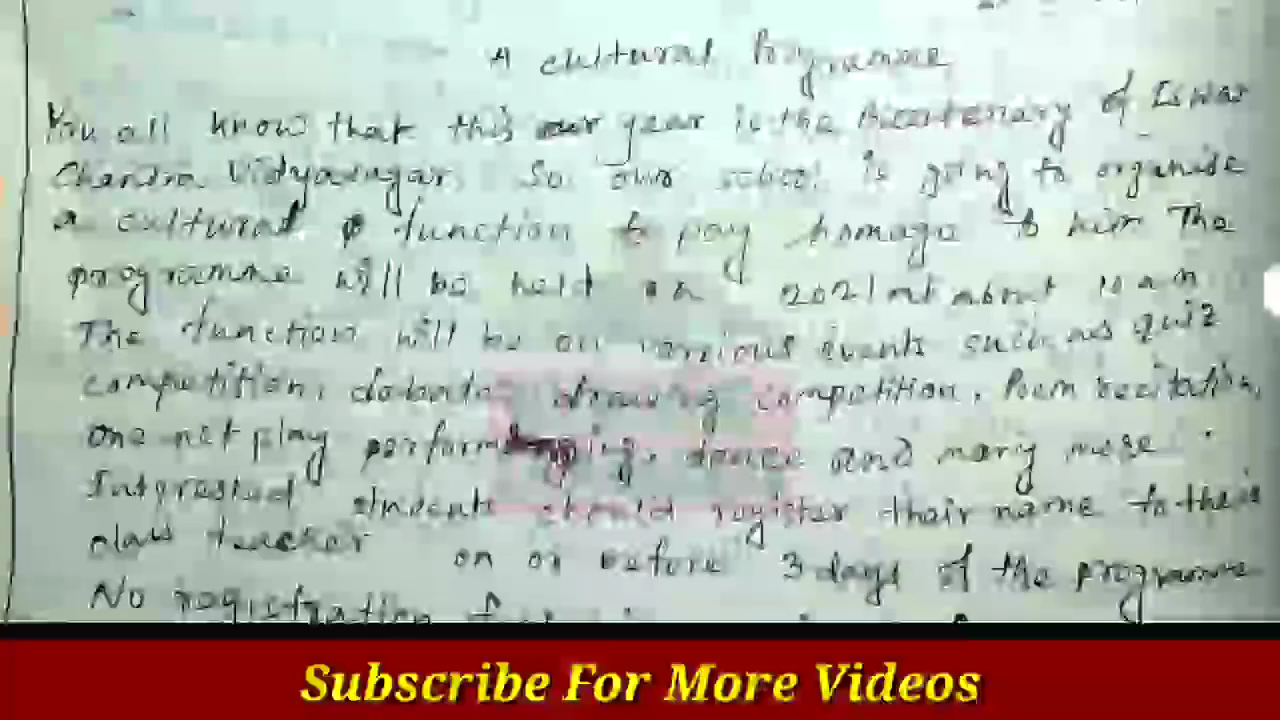 A cultural Programme
You all know that this year is the Bicentenary of Iswar
Chandra Vidyasagar. So our school is going to organise
a cultural function to pay homage to him The
programme will be held on 2021 at about 10 am
The function will be on various events such as quiz
competition, debate, drawing competition, Poem recitation,
one act play performing, dance and many more.
Intrested students should register their name to their
class teacher on or before 3 days of the programme
No registration
Subscribe For More Videos